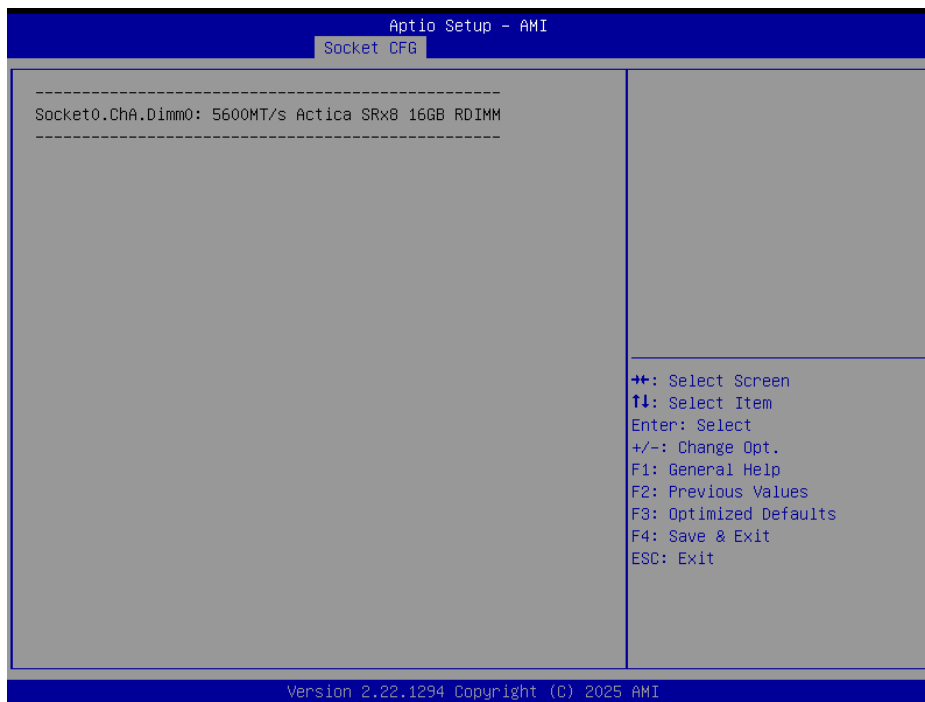 Aptio Setup - AMI
Socket CFG
--------------------------------------------------
Socket0.ChA.Dimm0: 5600MT/s Actica SRx8 16GB RDIMM
--------------------------------------------------
→←: Select Screen
↑↓: Select Item
Enter: Select
+/-: Change Opt.
F1: General Help
F2: Previous Values
F3: Optimized Defaults
F4: Save & Exit
ESC: Exit
Version 2.22.1294 Copyright (C) 2025 AMI